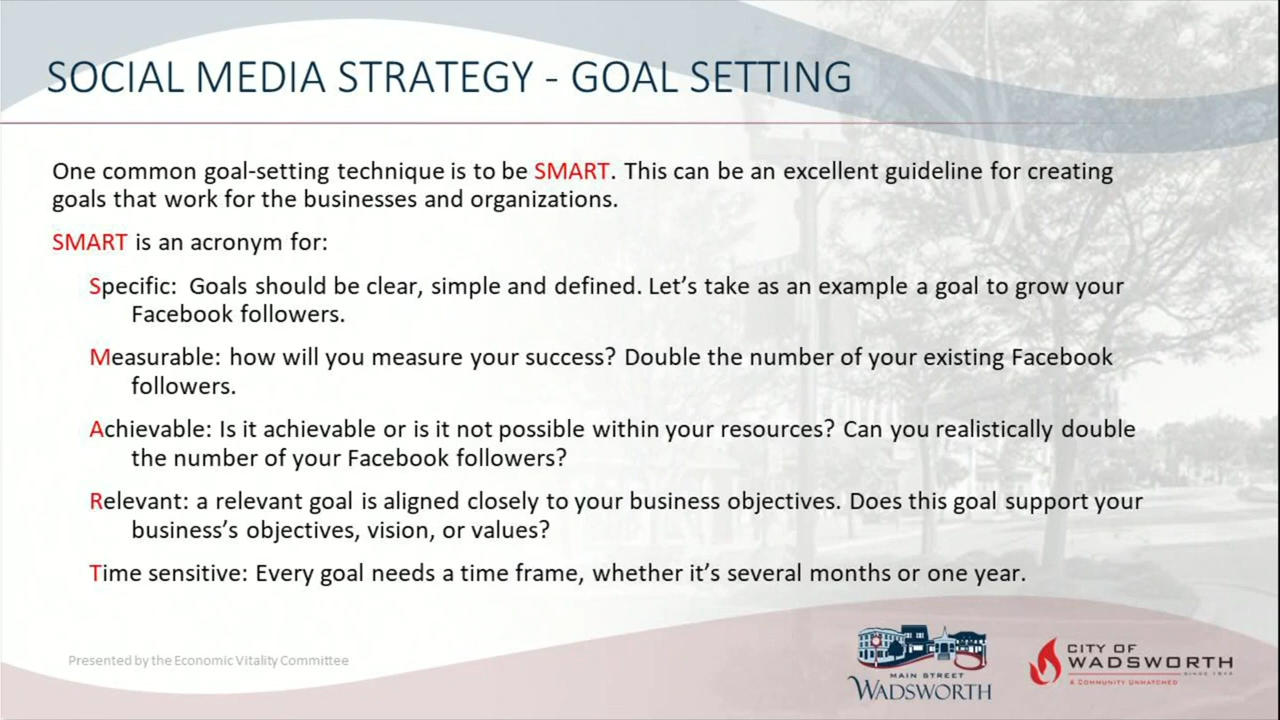 SOCIAL MEDIA STRATEGY - GOAL SETTING
One common goal-setting technique is to be SMART. This can be an excellent guideline for creating
goals that work for the businesses and organizations.
SMART is an acronym for:
Specific: Goals should be clear, simple and defined. Let’s take as an example a goal to grow your
Facebook followers.
Measurable: how will you measure your success? Double the number of your existing Facebook
followers.
Achievable: Is it achievable or is it not possible within your resources? Can you realistically double
the number of your Facebook followers?
Relevant: a relevant goal is aligned closely to your business objectives. Does this goal support your
business’s objectives, vision, or values?
Time sensitive: Every goal needs a time frame, whether it’s several months or one year.
Presented by the Economic Vitality Committee
MAIN STREET
WADSWORTH
CITY OF
WADSWORTH
SINCE 1814
A COMMUNITY UNMATCHED